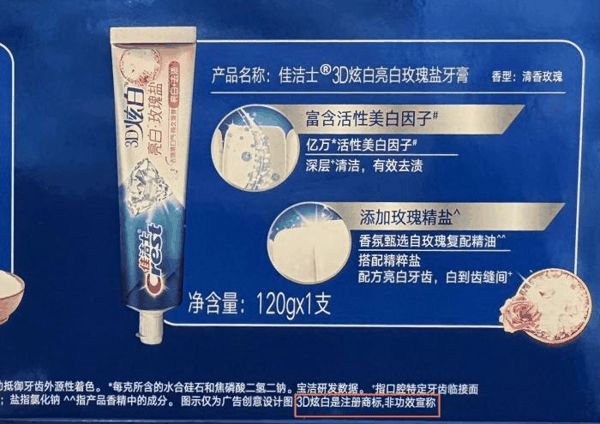 产品名称：佳洁士®3D炫白亮白玫瑰盐牙膏
香型：清香玫瑰
3D炫白
亮白·玫瑰盐
亮白+去渍
佳洁士
Crest
富含活性美白因子#
亿万*活性美白因子#
深层+清洁，有效去渍
添加玫瑰精盐^
香氛甄选自玫瑰复配精油^^
搭配精粹盐
配方亮白牙齿，白到齿缝间+
净含量：120gx1支
抵御牙齿外源性着色。*每克所含的水合硅石和焦磷酸二氢二钠。宝洁研发数据。+指口腔特定牙齿临接面
；盐指氯化钠 ^^指产品香精中的成分。图示仅为广告创意设计图 3D炫白是注册商标,非功效宣称